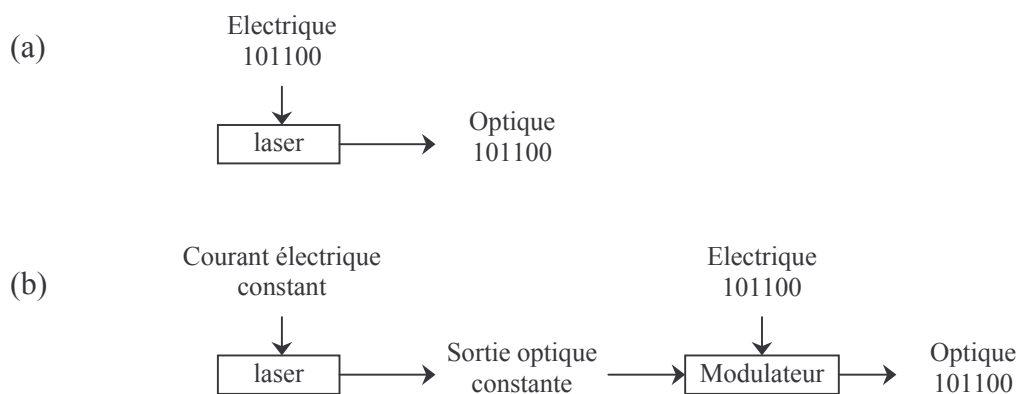 (a)
Electrique
101100
laser
Optique
101100
(b)
Courant électrique
constant
laser
Sortie optique
constante
Electrique
101100
Modulateur
Optique
101100